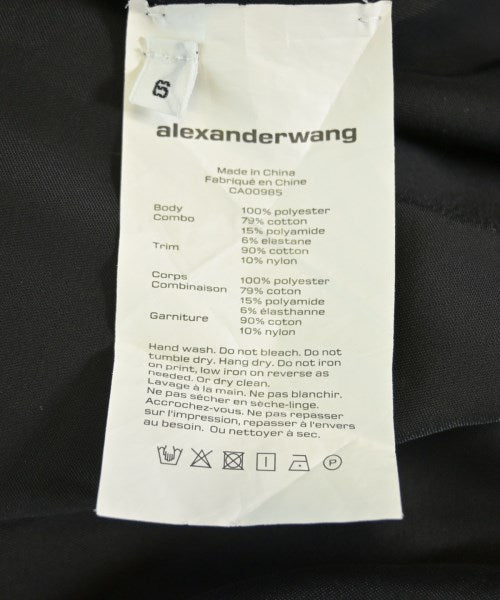 6
alexanderwang
Made in China
Fabriqué en Chine
CA00985
Body 100% polyester
Combo 79% cotton
15% polyamide
6% elastane
Trim 90% cotton
10% nylon
Corps 100% polyester
Combinaison 79% coton
15% polyamide
6% élasthanne
Garniture 90% coton
10% nylon
Hand wash. Do not bleach. Do not
tumble dry. Hang dry. Do not iron
on print, low iron on reverse as
needed. Or dry clean.
Lavage à la main. Ne pas blanchir.
Ne pas sécher en sèche-linge.
Accrochez-vous. Ne pas repasser
sur l'impression, repasser à l'envers
au besoin. Ou nettoyer à sec.
P